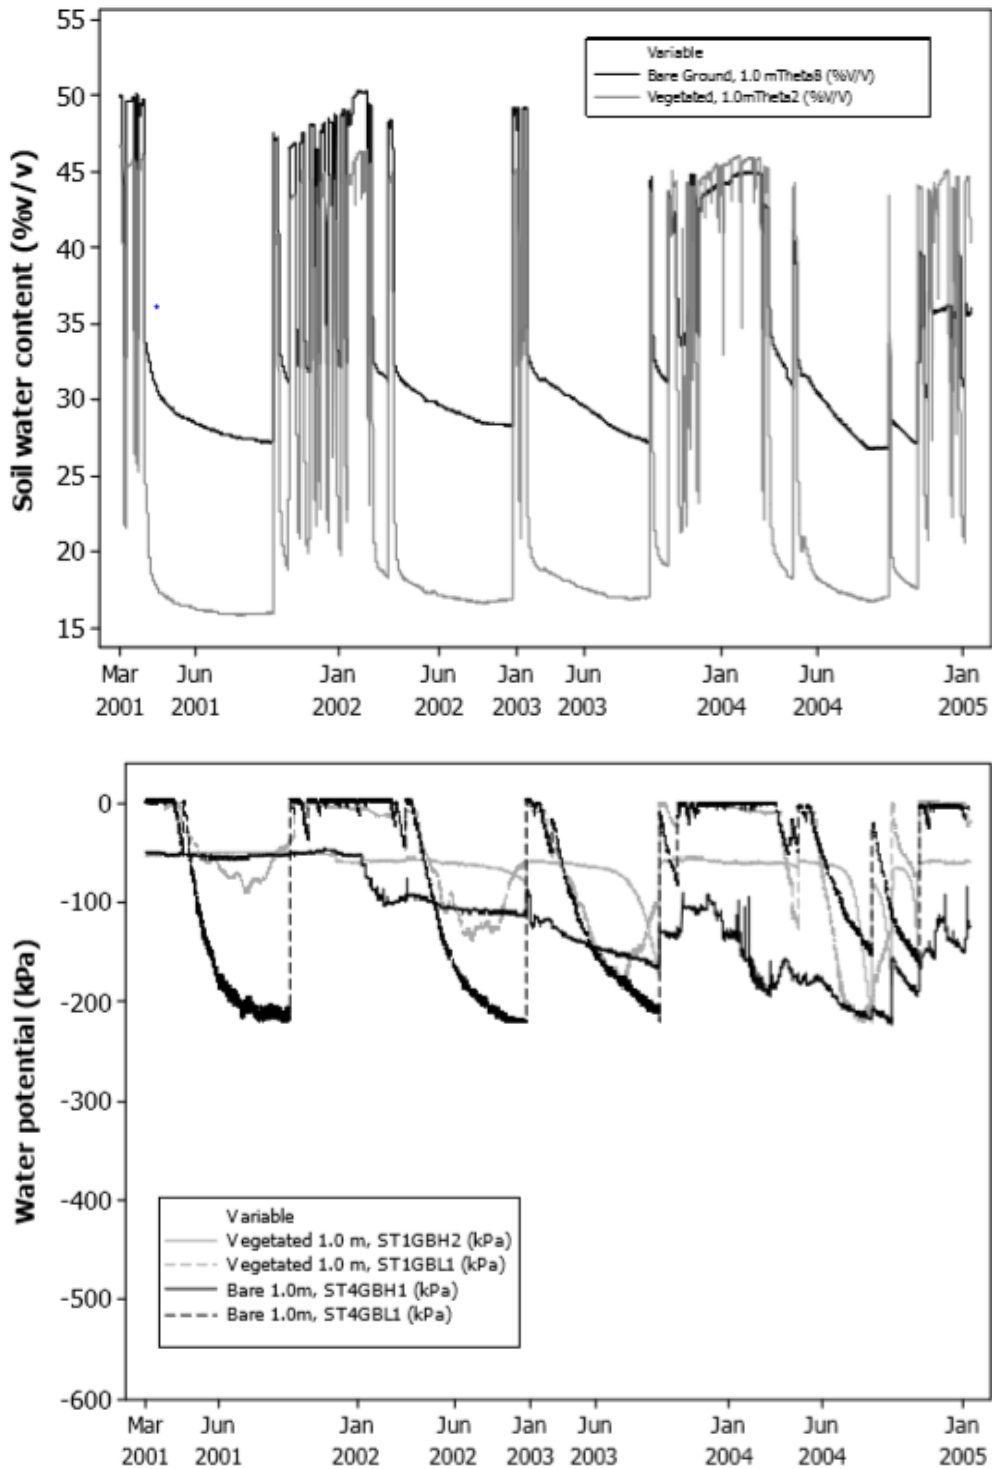 55
50
45
40
35
30
25
20
15
Soil water content (%v/v)
Variable
Bare Ground, 1.0 mTheta8 (%V/V)
Vegetated, 1.0mTheta2 (%V/V)
Mar Jun Jan Jun Jan Jun Jan Jun Jan
2001 2001 2002 2002 2003 2003 2004 2004 2005
0
-100
-200
-300
-400
-500
-600
Water potential (kPa)
Variable
Vegetated 1.0 m, ST1GBH2 (kPa)
Vegetated 1.0 m, ST1GBL1 (kPa)
Bare 1.0m, ST4GBH1 (kPa)
Bare 1.0m, ST4GBL1 (kPa)
Mar Jun Jan Jun Jan Jun Jan Jun Jan
2001 2001 2002 2002 2003 2003 2004 2004 2005